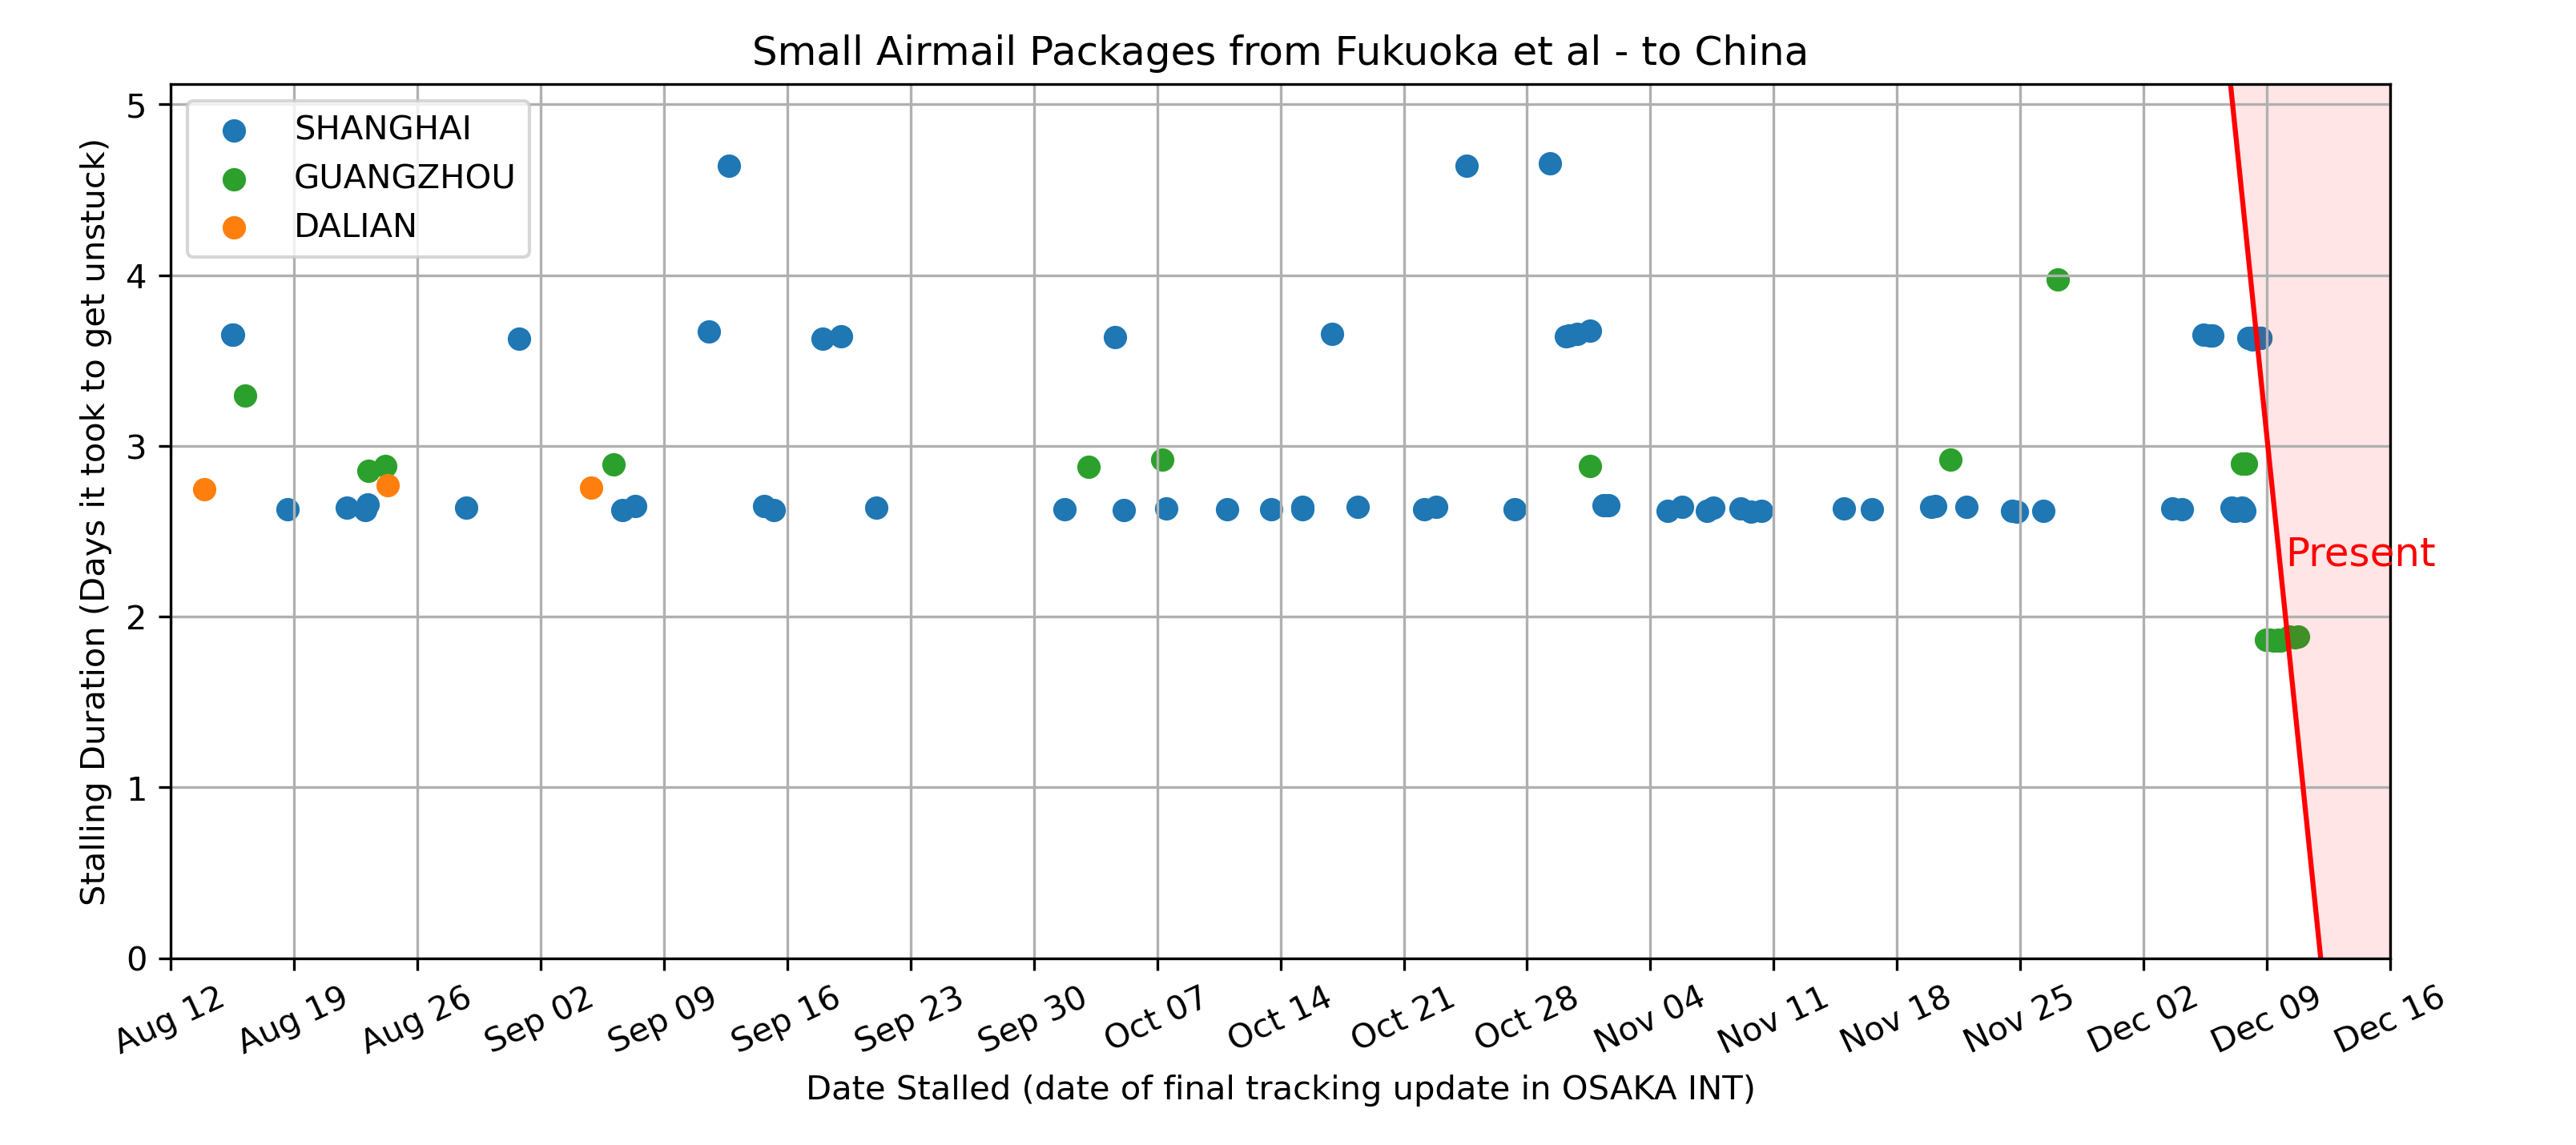 Small Airmail Packages from Fukuoka et al - to China
Stalling Duration (Days it took to get unstuck)
5
4
3
2
1
0
SHANGHAI
GUANGZHOU
DALIAN
Present
Aug 12
Aug 19
Aug 26
Sep 02
Sep 09
Sep 16
Sep 23
Sep 30
Oct 07
Oct 14
Oct 21
Oct 28
Nov 04
Nov 11
Nov 18
Nov 25
Dec 02
Dec 09
Dec 16
Date Stalled (date of final tracking update in OSAKA INT)